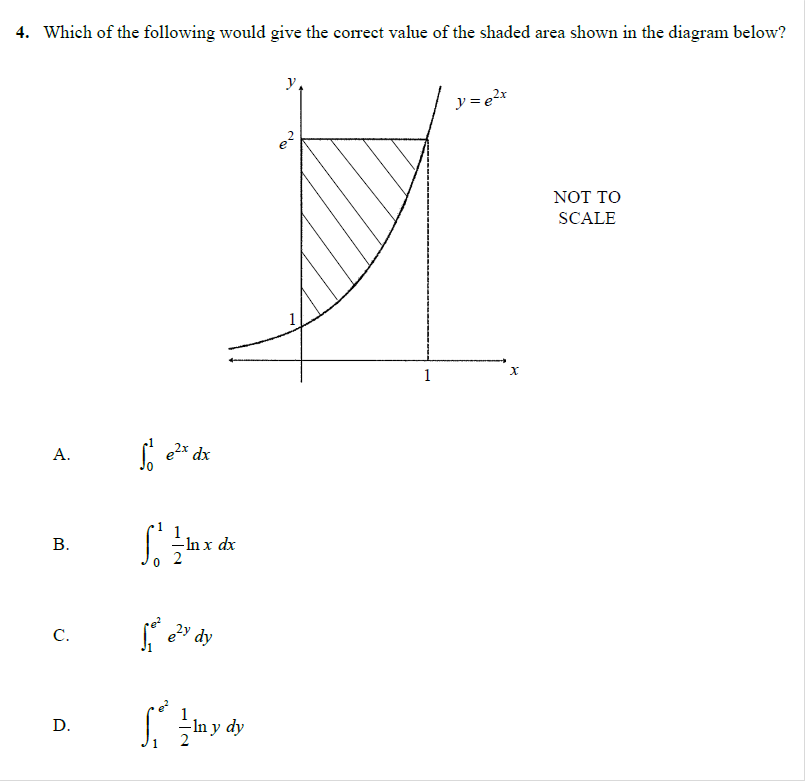 4. Which of the following would give the correct value of the shaded area shown in the diagram below?
y
y = e^{2x}
e^2
NOT TO
SCALE
1
1
x
A. ∫_0^1 e^{2x} dx
B. ∫_0^1 \frac{1}{2} ln x dx
C. ∫_1^{e^2} e^{2y} dy
D. ∫_1^{e^2} \frac{1}{2} ln y dy